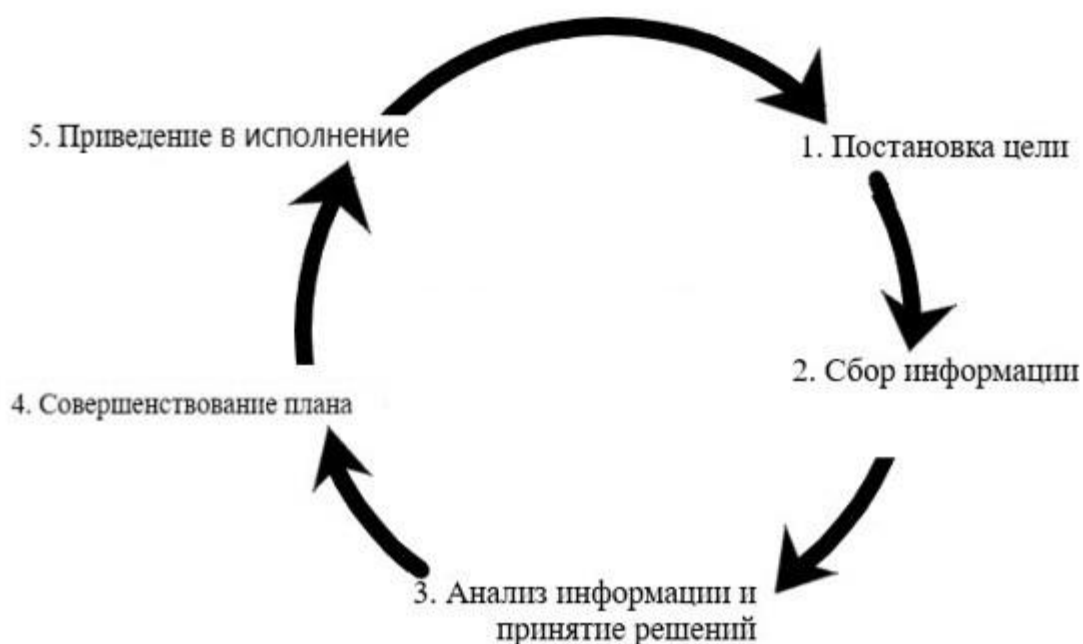 1. Постановка цели
2. Сбор информации
3. Анализ информации и
принятие решений
4. Совершенствование плана
5. Приведение в исполнение